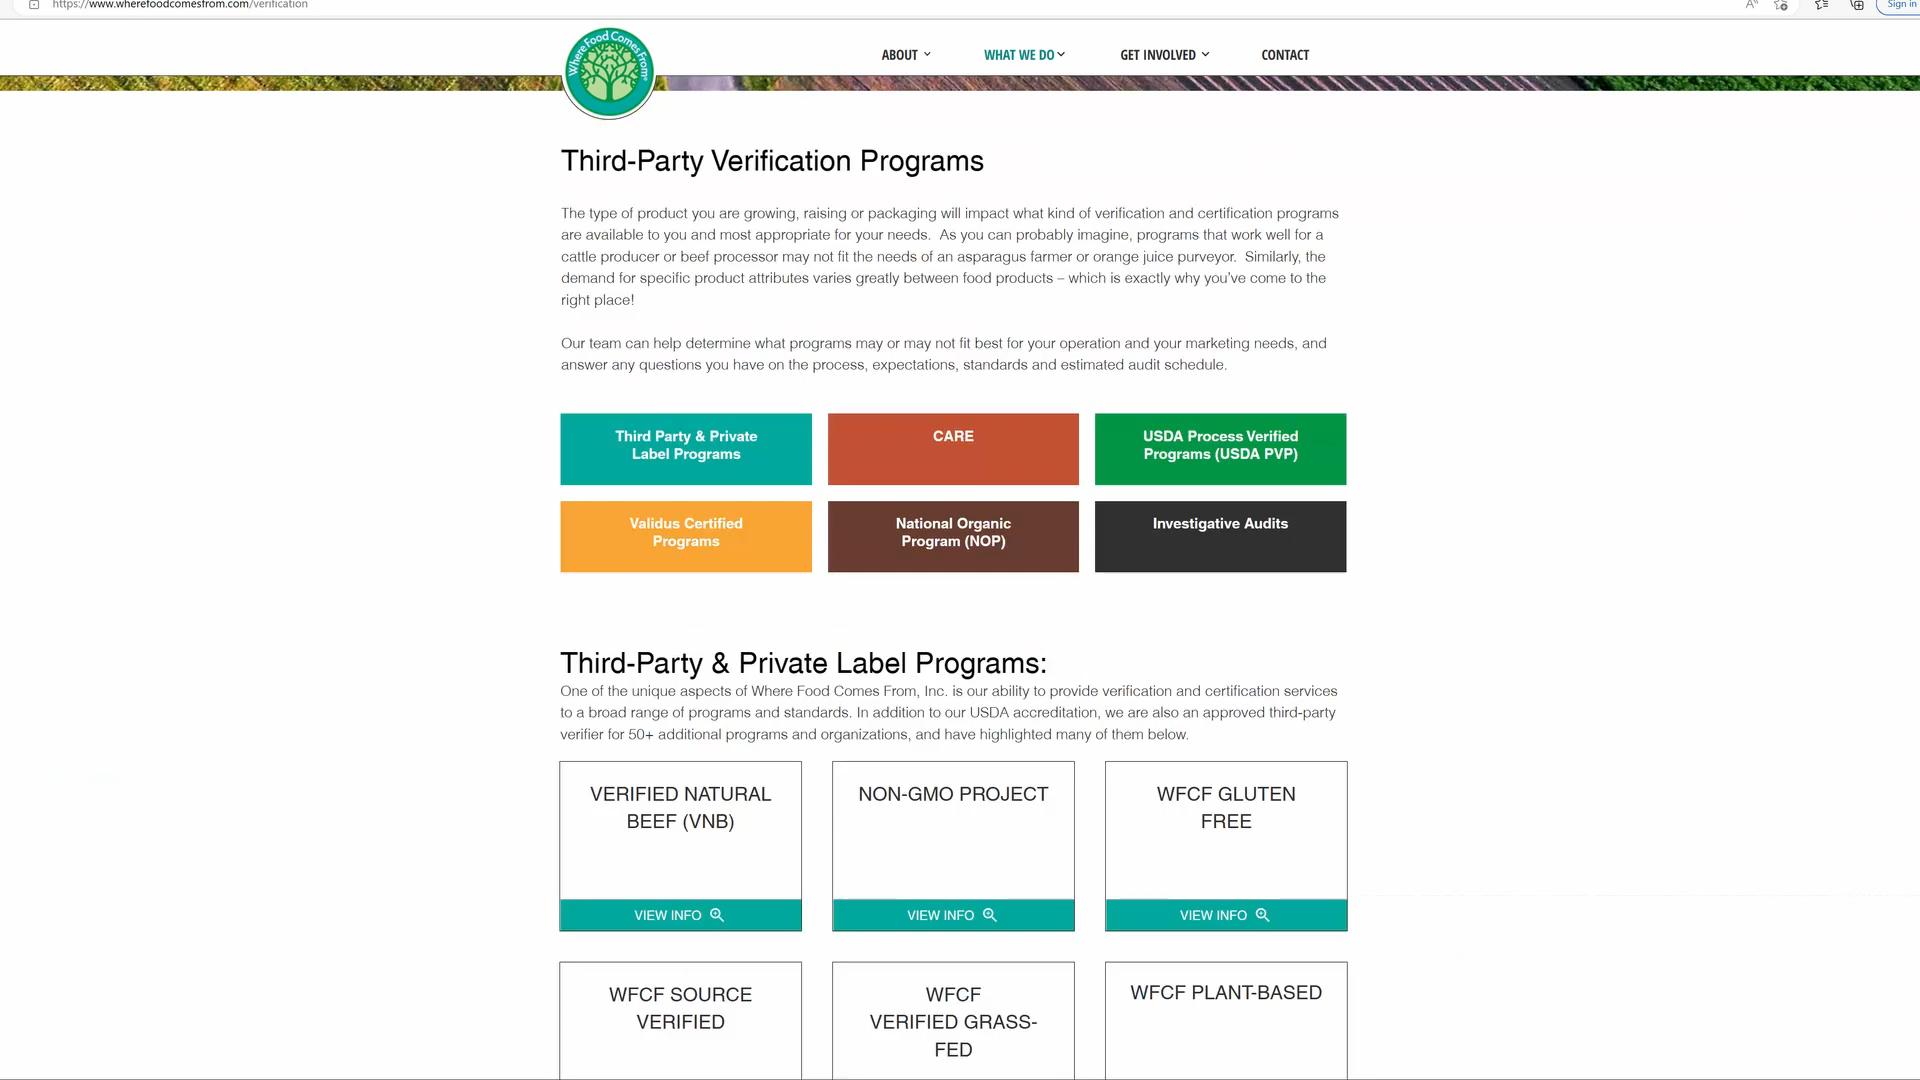 https://www.wherefoodcomesfrom.com/verification
Sign in
Where Food Comes From
ABOUT
WHAT WE DO
GET INVOLVED
CONTACT
Third-Party Verification Programs
The type of product you are growing, raising or packaging will impact what kind of verification and certification programs
are available to you and most appropriate for your needs.  As you can probably imagine, programs that work well for a
cattle producer or beef processor may not fit the needs of an asparagus farmer or orange juice purveyor.  Similarly, the
demand for specific product attributes varies greatly between food products – which is exactly why you've come to the
right place!
Our team can help determine what programs may or may not fit best for your operation and your marketing needs, and
answer any questions you have on the process, expectations, standards and estimated audit schedule.
Third Party & Private
Label Programs
CARE
USDA Process Verified
Programs (USDA PVP)
Validus Certified
Programs
National Organic
Program (NOP)
Investigative Audits
Third-Party & Private Label Programs:
One of the unique aspects of Where Food Comes From, Inc. is our ability to provide verification and certification services
to a broad range of programs and standards. In addition to our USDA accreditation, we are also an approved third-party
verifier for 50+ additional programs and organizations, and have highlighted many of them below.
VERIFIED NATURAL
BEEF (VNB)
VIEW INFO
NON-GMO PROJECT
VIEW INFO
WFCF GLUTEN
FREE
VIEW INFO
WFCF SOURCE
VERIFIED
WFCF
VERIFIED GRASS-
FED
WFCF PLANT-BASED